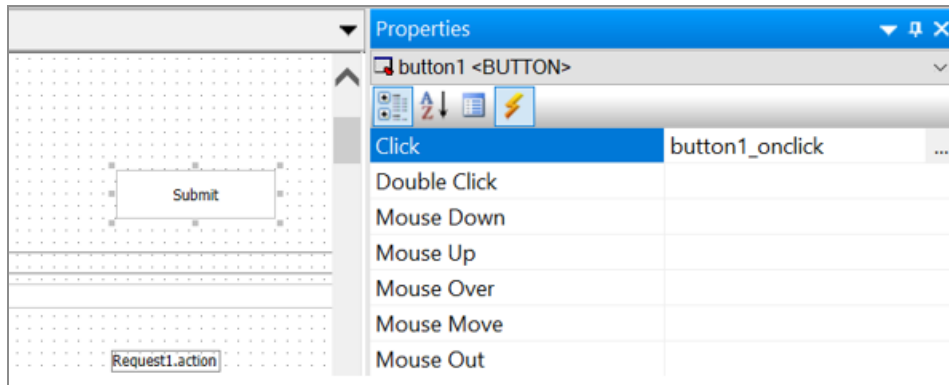 Properties
button1 <BUTTON>
Click button1_onclick ...
Double Click
Mouse Down
Mouse Up
Mouse Over
Mouse Move
Mouse Out
Submit
Request1.action